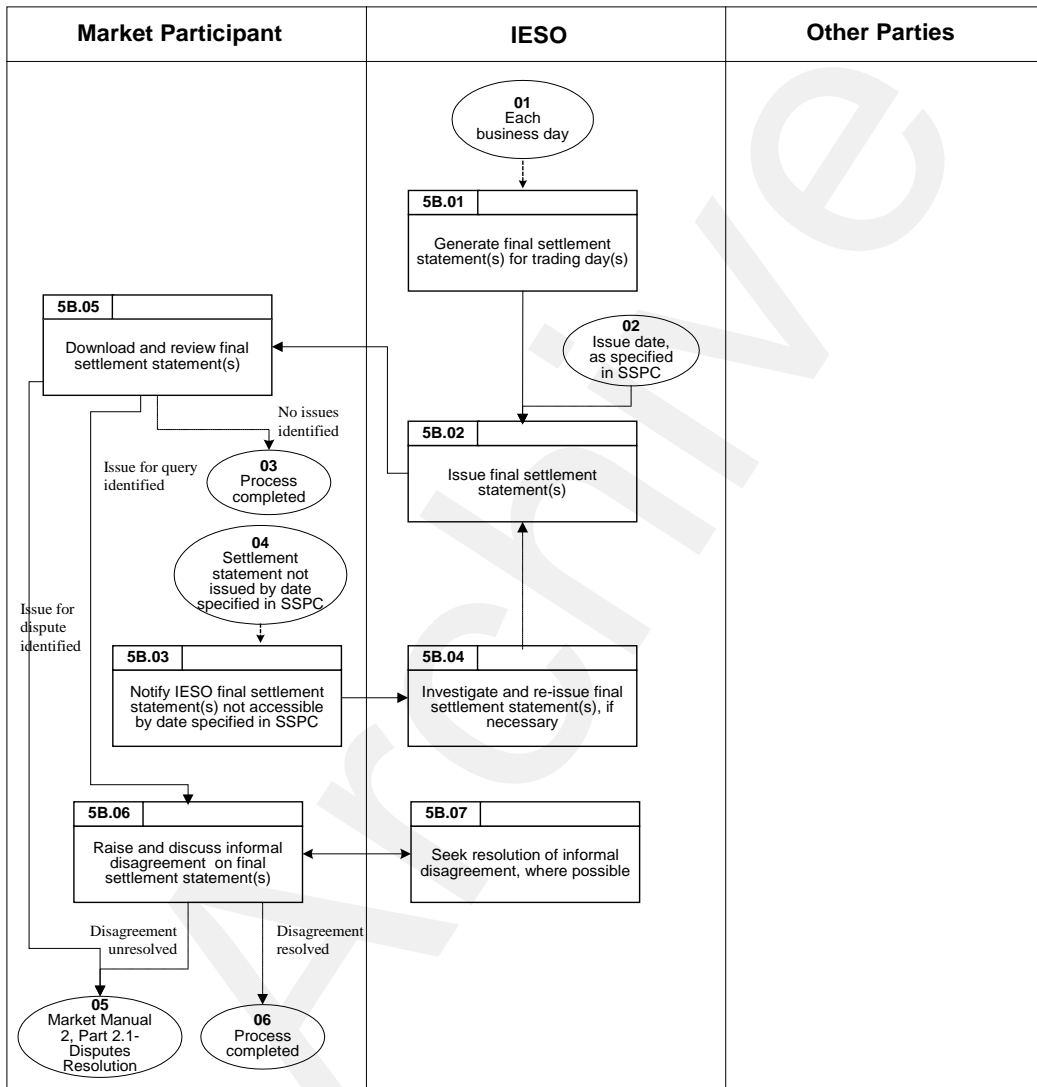 Market Participant
IESO
Other Parties
01
Each
business day
5B.01
Generate final settlement
statement(s) for trading day(s)
5B.05
Download and review final
settlement statement(s)
02
Issue date,
as specified
in SSPC
No issues
identified
5B.02
Issue final settlement
statement(s)
Issue for query
identified
03
Process
completed
04
Settlement
statement not
issued by date
specified in SSPC
Issue for
dispute
identified
5B.03
Notify IESO final settlement
statement(s) not accessible
by date specified in SSPC
5B.04
Investigate and re-issue final
settlement statement(s), if
necessary
5B.06
Raise and discuss informal
disagreement on final
settlement statement(s)
5B.07
Seek resolution of informal
disagreement, where possible
Disagreement
unresolved
Disagreement
resolved
05
Market Manual
2, Part 2.1-
Disputes
Resolution
06
Process
completed
Archive